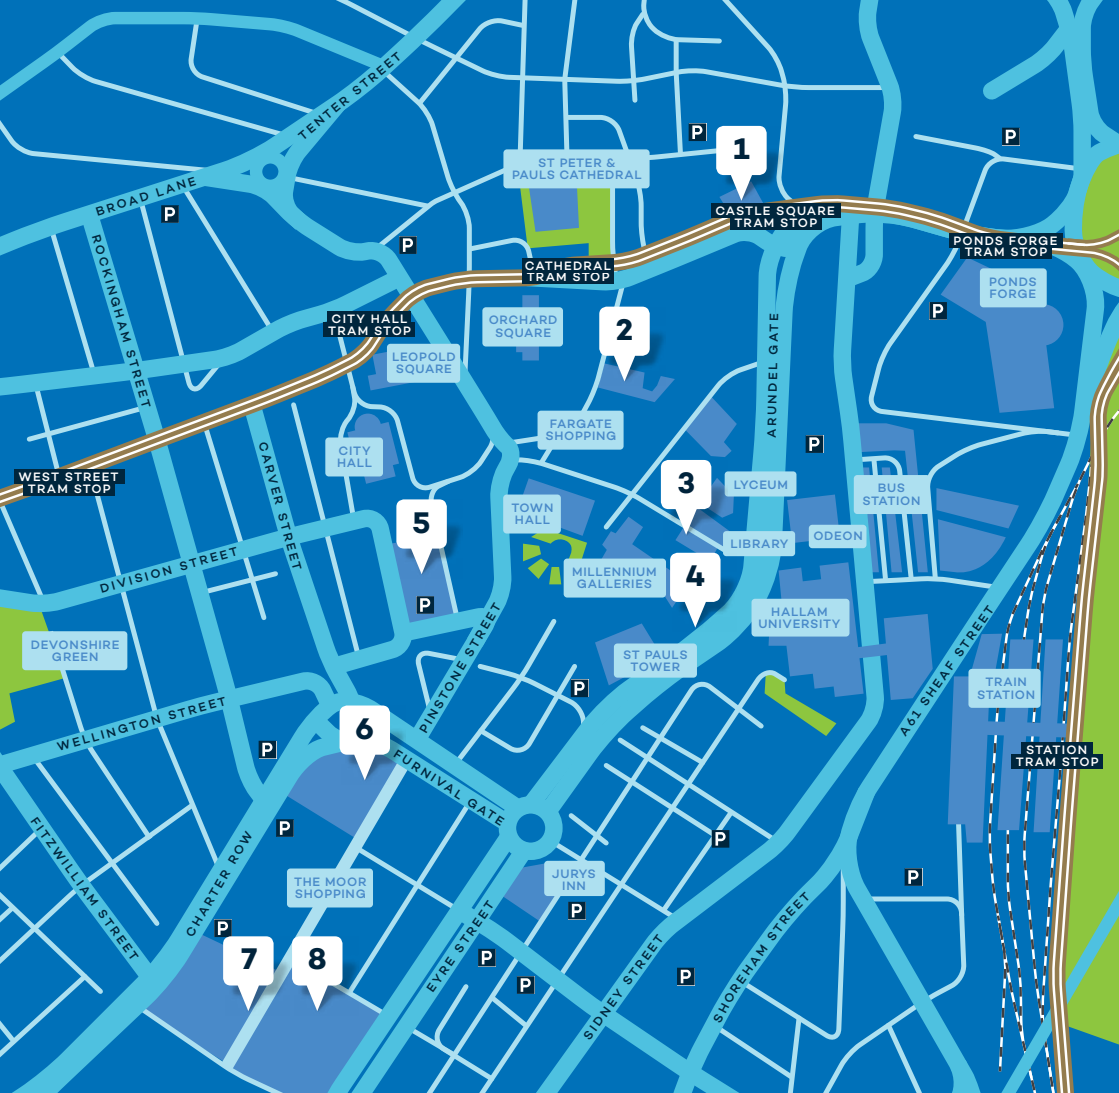 TENTER STREET
P
P
1
ST PETER &
PAULS CATHEDRAL
BROAD LANE
P
CASTLE SQUARE
TRAM STOP
P
PONDS FORGE
TRAM STOP
CATHEDRAL
TRAM STOP
PONDS
FORGE
P
ROCKINGHAM STREET
CITY HALL
TRAM STOP
ORCHARD
SQUARE
2
ARUNDEL GATE
LEOPOLD
SQUARE
FARGATE
SHOPPING
P
CITY
HALL
WEST STREET
TRAM STOP
CARVER STREET
3
LYCEUM
BUS
STATION
TOWN
HALL
5
LIBRARY
ODEON
DIVISION STREET
MILLENNIUM
GALLERIES
4
P
HALLAM
UNIVERSITY
DEVONSHIRE
GREEN
ST PAULS
TOWER
PINSTONE STREET
A61 SHEAF STREET
P
TRAIN
STATION
WELLINGTON STREET
6
P
STATION
TRAM STOP
FURNIVAL GATE
P
P
FITZWILLIAM STREET
CHARTER ROW
THE MOOR
SHOPPING
JURYS
INN
P
P
P
EYRE STREET
7
8
P
P
P
SIDNEY STREET
SHOREHAM STREET